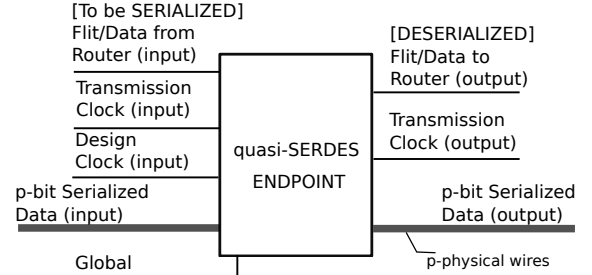 [To be SERIALIZED]
Flit/Data from
Router (input)
Transmission
Clock (input)
Design
Clock (input)
p-bit Serialized
Data (input)
Global
quasi-SERDES
ENDPOINT
[DESERIALIZED]
Flit/Data to
Router (output)
Transmission
Clock (output)
p-bit Serialized
Data (output)
p-physical wires